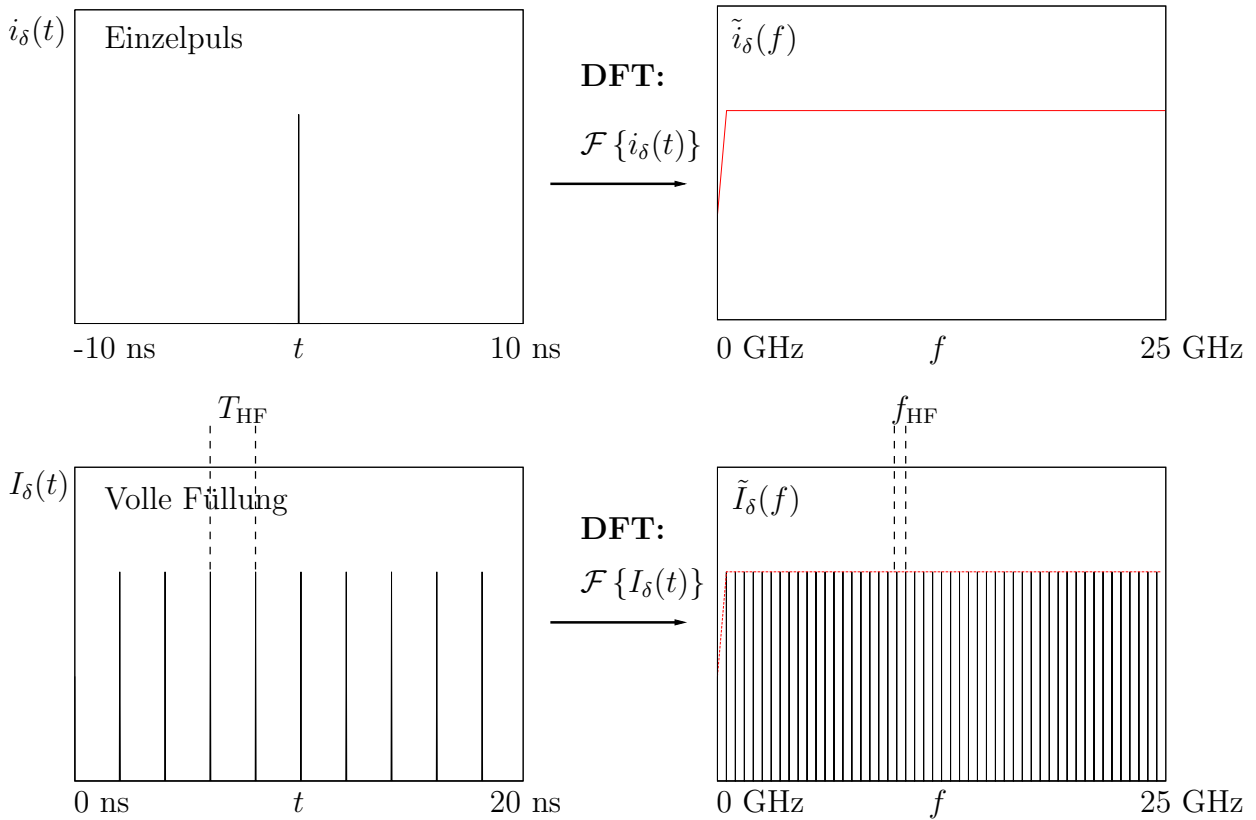 i_δ(t)
Einzelpuls
-10 ns
t
10 ns
DFT:
ℱ {i_δ(t)}
ĩ_δ(f)
0 GHz
f
25 GHz
T_HF
f_HF
I_δ(t)
Volle Füllung
0 ns
t
20 ns
DFT:
ℱ {I_δ(t)}
Ĩ_δ(f)
0 GHz
f
25 GHz